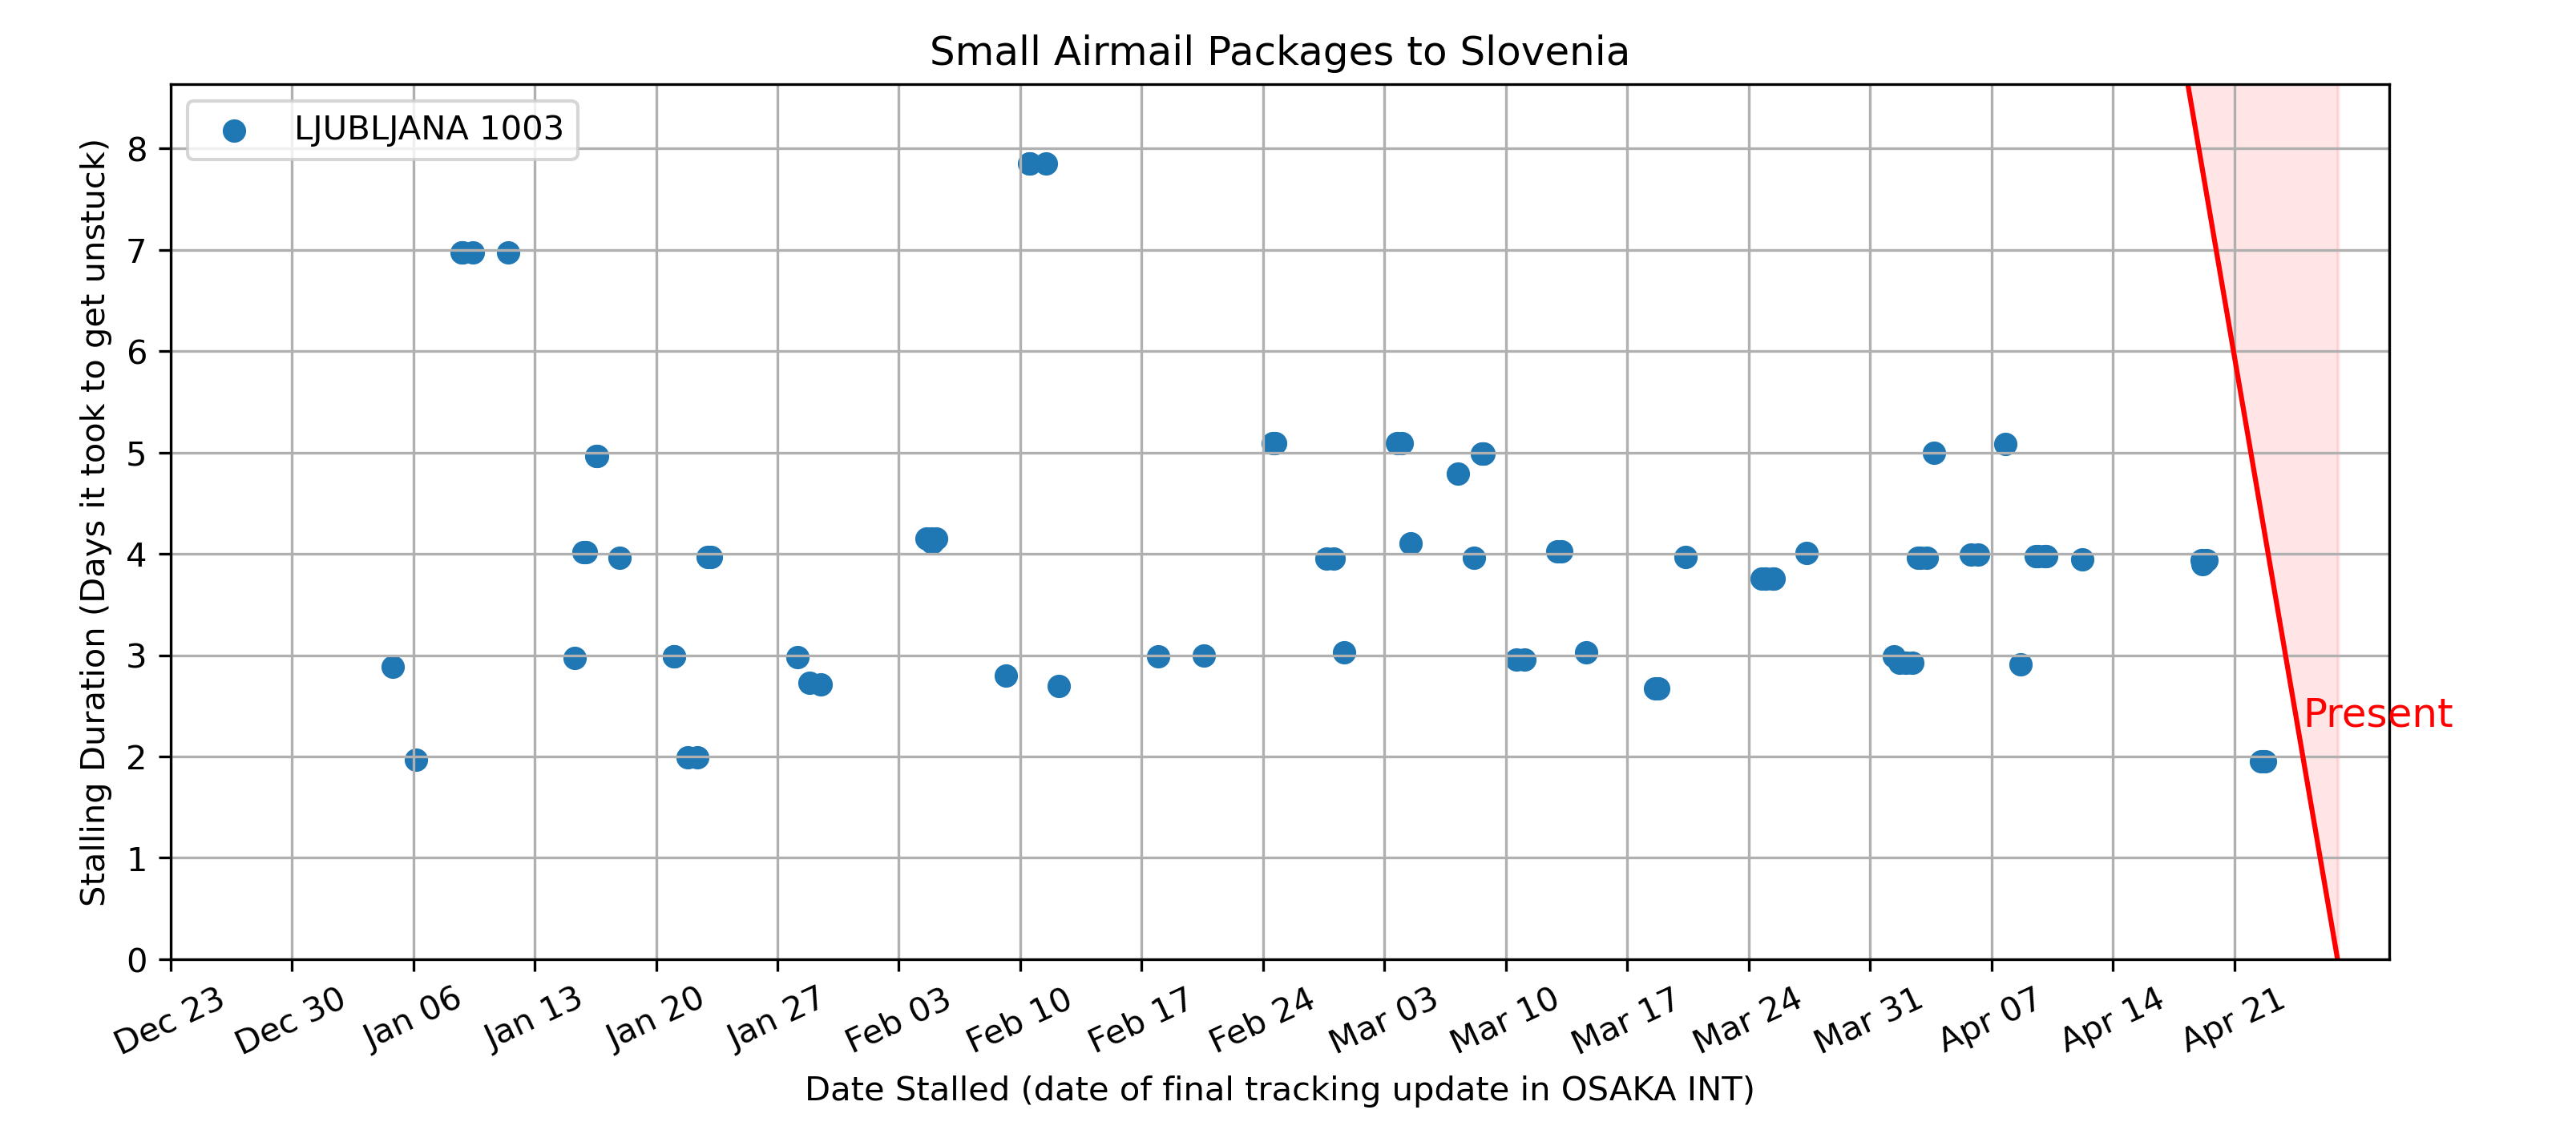 Small Airmail Packages to Slovenia
LJUBLJANA 1003
Stalling Duration (Days it took to get unstuck)
8
7
6
5
4
3
2
1
0
Present
Dec 23
Dec 30
Jan 06
Jan 13
Jan 20
Jan 27
Feb 03
Feb 10
Feb 17
Feb 24
Mar 03
Mar 10
Mar 17
Mar 24
Mar 31
Apr 07
Apr 14
Apr 21
Date Stalled (date of final tracking update in OSAKA INT)